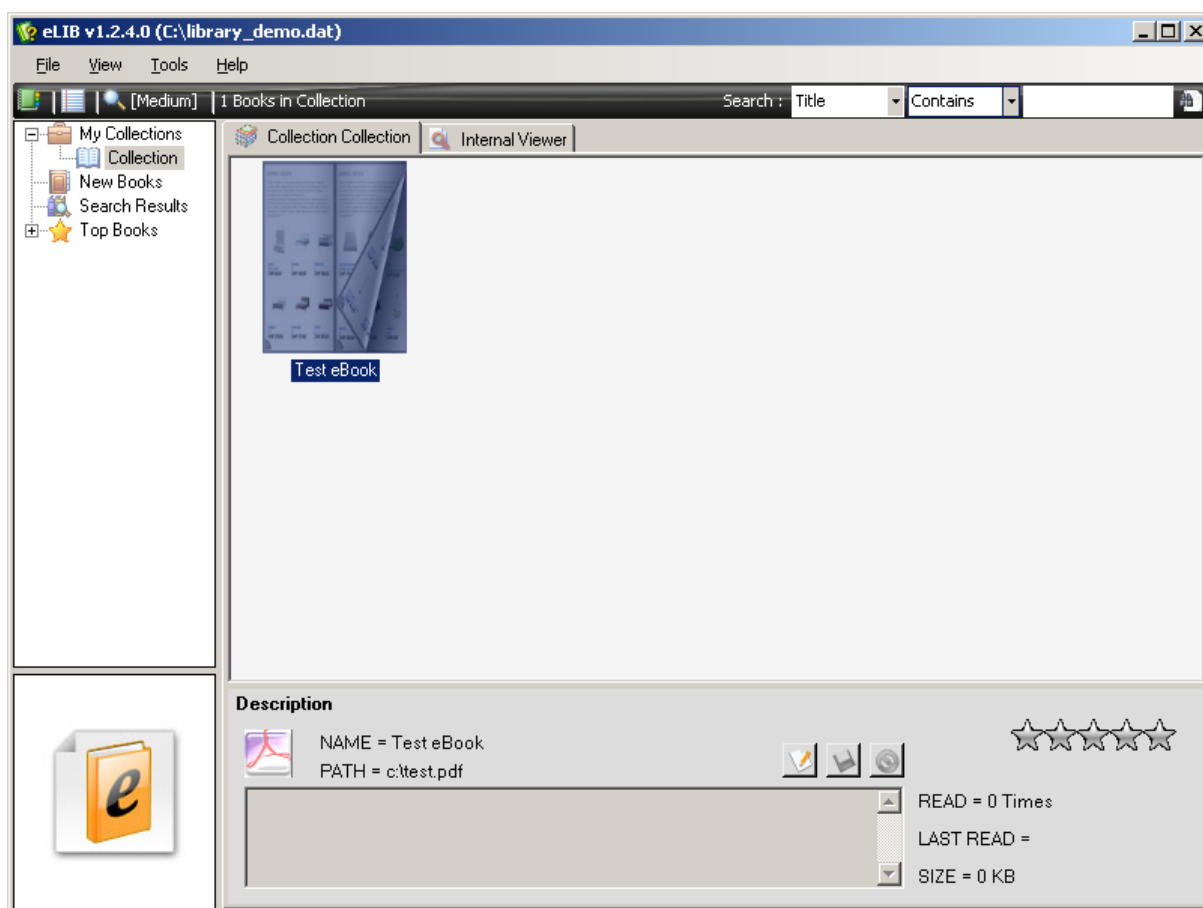 eLIB v1.2.4.0 (C:\library_demo.dat)
File View Tools Help
[Medium] 1 Books in Collection Search : Title Contains
My Collections
Collection
New Books
Search Results
Top Books
Collection Collection Internal Viewer
Test eBook
Description
NAME = Test eBook
PATH = c:\test.pdf
READ = 0 Times
LAST READ =
SIZE = 0 KB
e